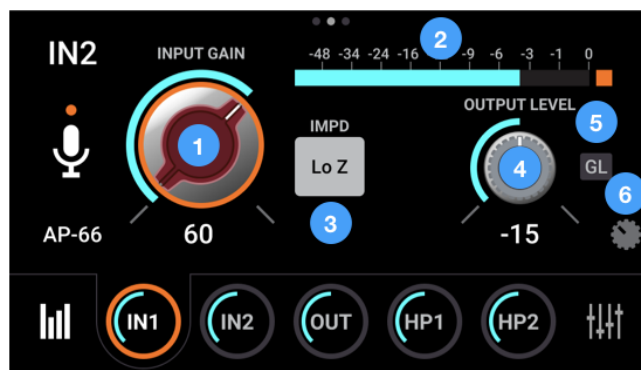 IN2
INPUT GAIN
2
-48 -34 -24 -16 -9 -6 -3 -1 0
OUTPUT LEVEL
5
1
IMPD
Lo Z
4
GL
3
6
AP-66
60
-15
IN1
IN2
OUT
HP1
HP2